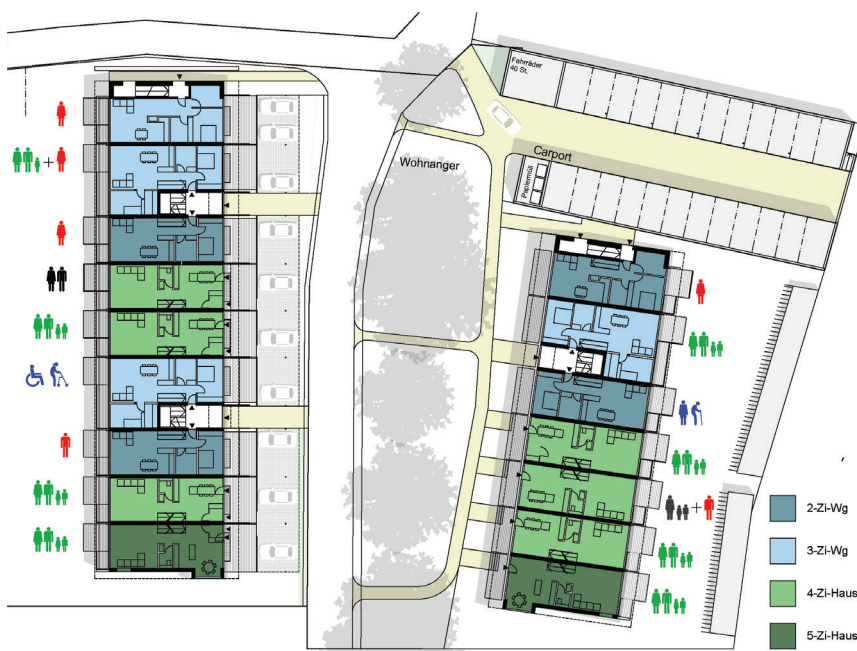 Fahrräder
40 St.
Carport
Wohnanger
Papiermüll
+
+
2-Zi-Wg
3-Zi-Wg
4-Zi-Haus
5-Zi-Haus